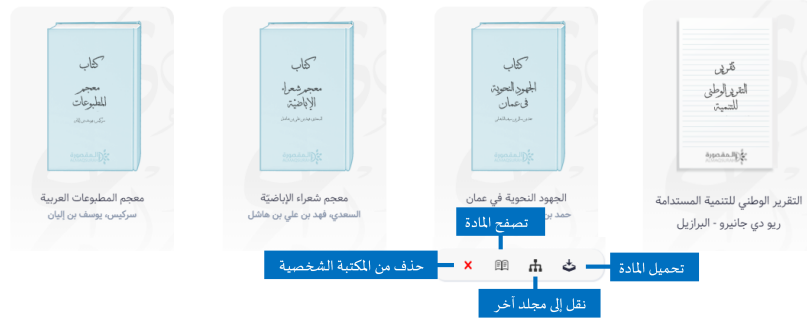 تقرير
التقرير الوطني
للتنمية
كتاب
الجهود النحوية
في عمان
كتاب
معجم شعراء
الإباضية
كتاب
معجم
المطبوعات
التقرير الوطني للتنمية المستدامة
ريو دي جانيرو - البرازيل
الجهود النحوية في عمان
حمد بن
معجم شعراء الإباضيّة
السعدي، فهد بن علي بن هاشل
معجم المطبوعات العربية
سركيس، يوسف بن إليان
تصفح المادة
تحميل المادة
حذف من المكتبة الشخصية
نقل إلى مجلد آخر